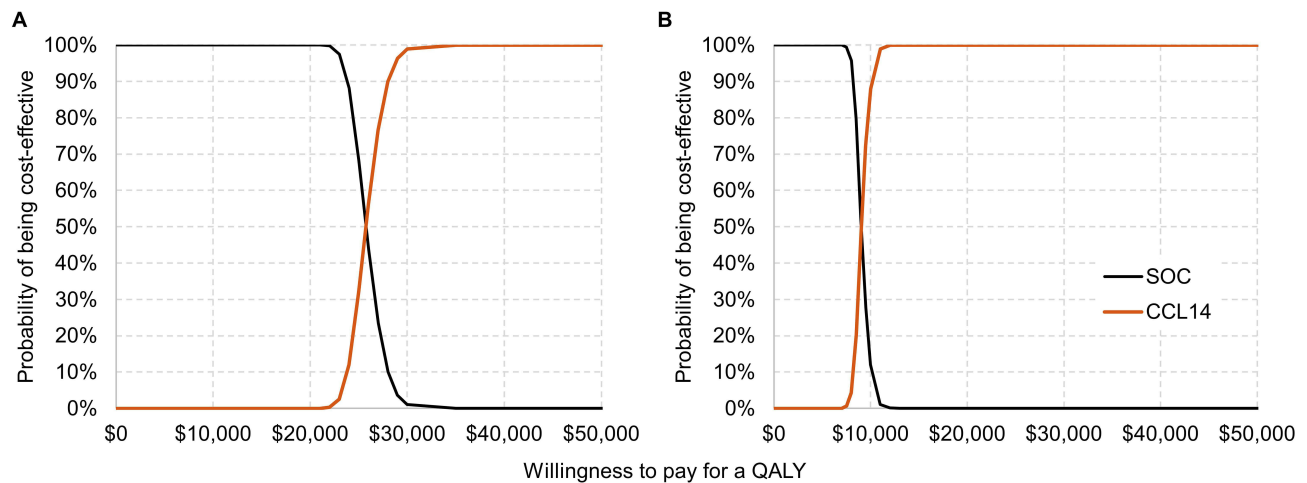 A
Probability of being cost-effective
100%
90%
80%
70%
60%
50%
40%
30%
20%
10%
0%
$0 $10,000 $20,000 $30,000 $40,000 $50,000
B
Probability of being cost-effective
100%
90%
80%
70%
60%
50%
40%
30%
20%
10%
0%
SOC
CCL14
$0 $10,000 $20,000 $30,000 $40,000 $50,000
Willingness to pay for a QALY